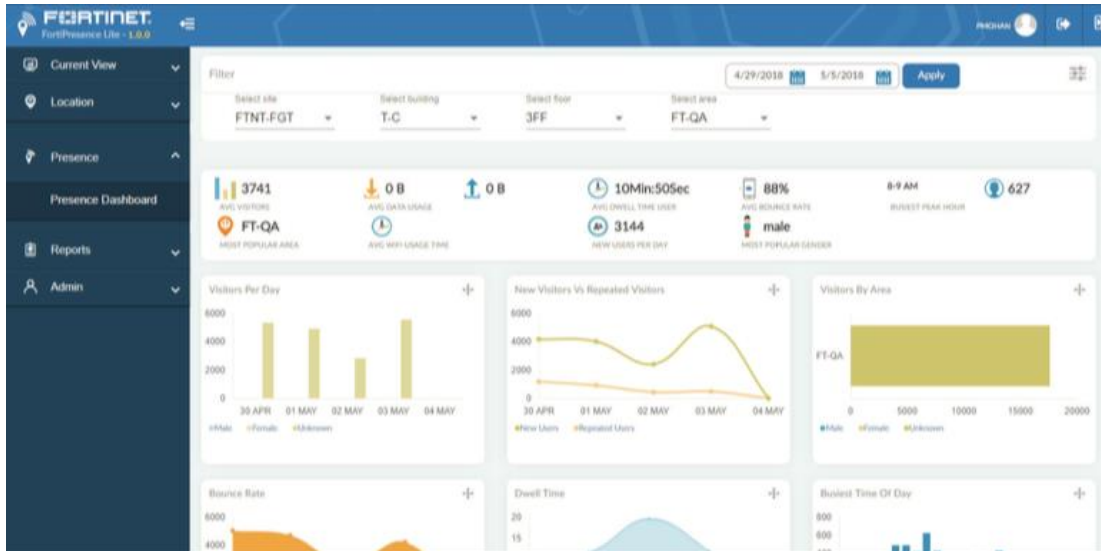 FORTINET
FortiPresence Lite - 1.0.0
PMOHAN
Current View
Location
Presence
Presence Dashboard
Reports
Admin
Filter
4/29/2018
5/5/2018
Apply
Select site
Select building
Select floor
Select area
FTNT-FGT
T-C
3FF
FT-QA
3741
AVG VISITORS
0 B
AVG DATA USAGE
0 B
10Min:50Sec
AVG DWELL TIME USER
88%
AVG BOUNCE RATE
8-9 AM
BUSIEST PEAK HOUR
627
FT-QA
MOST POPULAR AREA
AVG WIFI USAGE TIME
A+
3144
NEW USERS PER DAY
male
MOST POPULAR GENDER
Visitors Per Day
6000
4000
2000
0
30 APR 01 MAY 02 MAY 03 MAY 04 MAY
Male Female Unknown
New Visitors Vs Repeated Visitors
6000
4000
2000
0
30 APR 01 MAY 02 MAY 03 MAY 04 MAY
New Users Repeated Users
Visitors By Area
FT-QA
0 5000 10000 15000 20000
Male Female Unknown
Bounce Rate
6000
4000
Dwell Time
20
15
Busiest Time Of Day
800
600